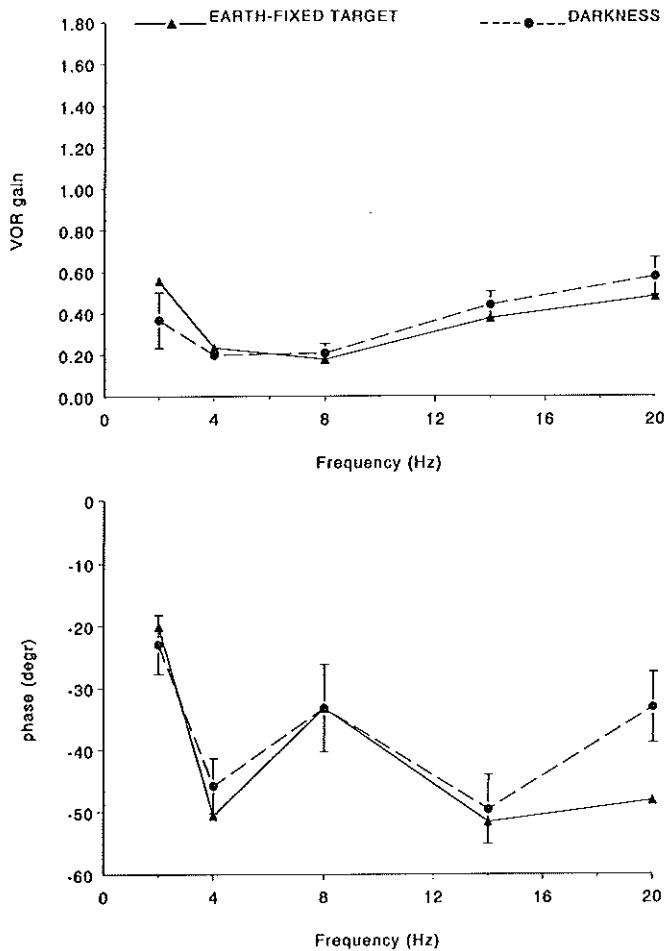 EARTH-FIXED TARGET DARKNESS
1.80
1.60
1.40
1.20
1.00
0.80
0.60
0.40
0.20
0.00
VOR gain
0 4 8 12 16 20
Frequency (Hz)
0
-10
-20
-30
-40
-50
-60
phase (degr)
0 4 8 12 16 20
Frequency (Hz)